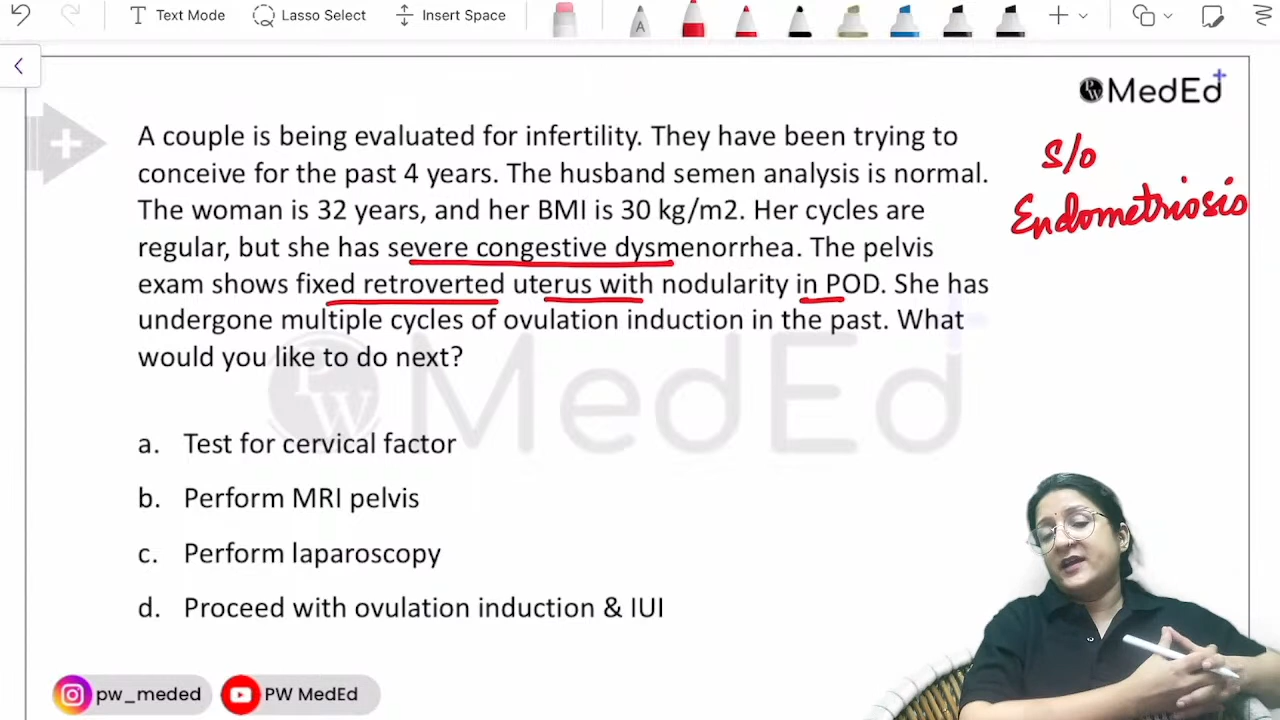 Text Mode
Lasso Select
Insert Space
A
PW MedEd
A couple is being evaluated for infertility. They have been trying to
conceive for the past 4 years. The husband semen analysis is normal.
The woman is 32 years, and her BMI is 30 kg/m2. Her cycles are
regular, but she has severe congestive dysmenorrhea. The pelvis
exam shows fixed retroverted uterus with nodularity in POD. She has
undergone multiple cycles of ovulation induction in the past. What
would you like to do next?
S/o
Endometriosis
PW MedEd
a. Test for cervical factor
b. Perform MRI pelvis
c. Perform laparoscopy
d. Proceed with ovulation induction & IUI
pw_meded
PW MedEd